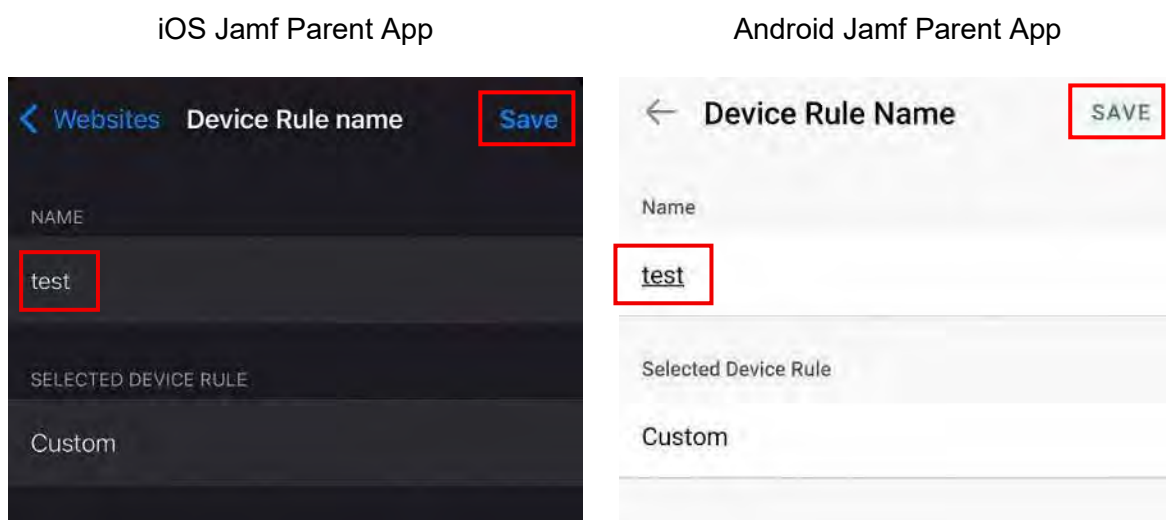 iOS Jamf Parent App
Websites Device Rule name Save
NAME
test
SELECTED DEVICE RULE
Custom
Android Jamf Parent App
Device Rule Name SAVE
Name
test
Selected Device Rule
Custom